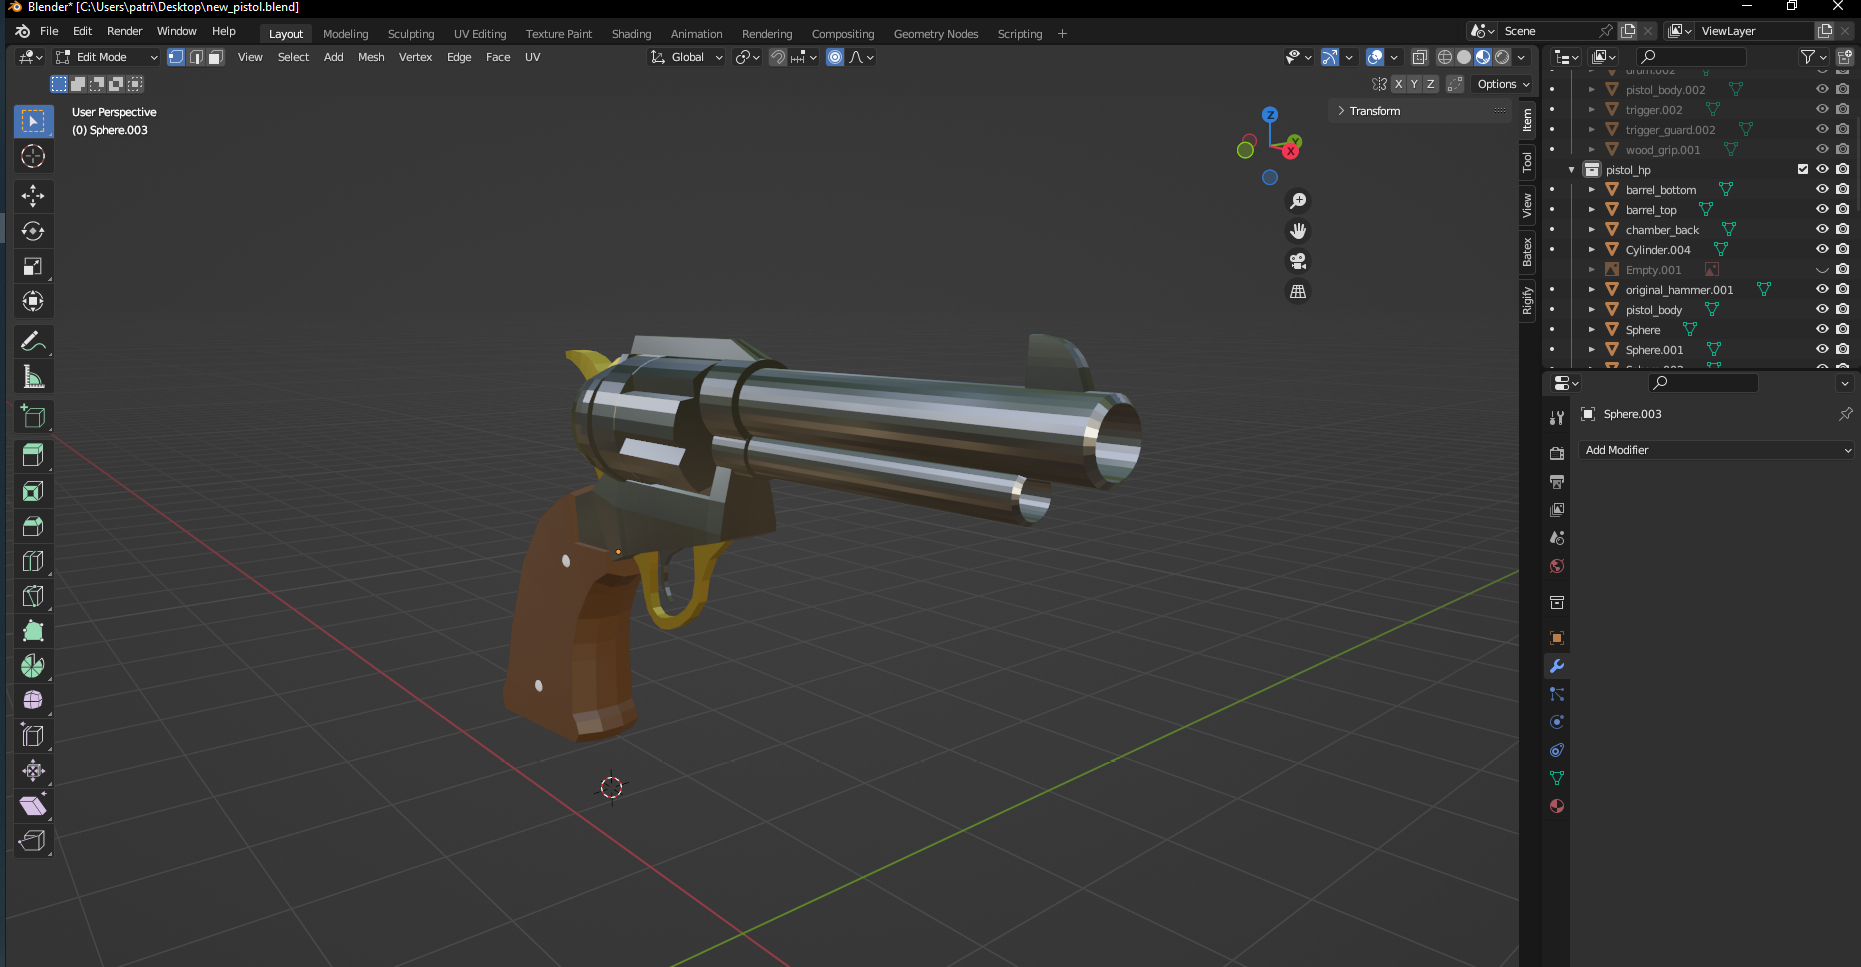 Blender* [C:\Users\patri\Desktop\new_pistol.blend]
File Edit Render Window Help
Layout Modeling Sculpting UV Editing Texture Paint Shading Animation Rendering Compositing Geometry Nodes Scripting +
Scene
ViewLayer
Edit Mode
View Select Add Mesh Vertex Edge Face UV
Global
X Y Z
Options
User Perspective
(0) Sphere.003
Z
Y
X
Transform
Item
Tool
View
Batex
Rigify
drum.002
pistol_body.002
trigger.002
trigger_guard.002
wood_grip.001
pistol_hp
barrel_bottom
barrel_top
chamber_back
Cylinder.004
Empty.001
original_hammer.001
pistol_body
Sphere
Sphere.001
Sphere.003
Add Modifier